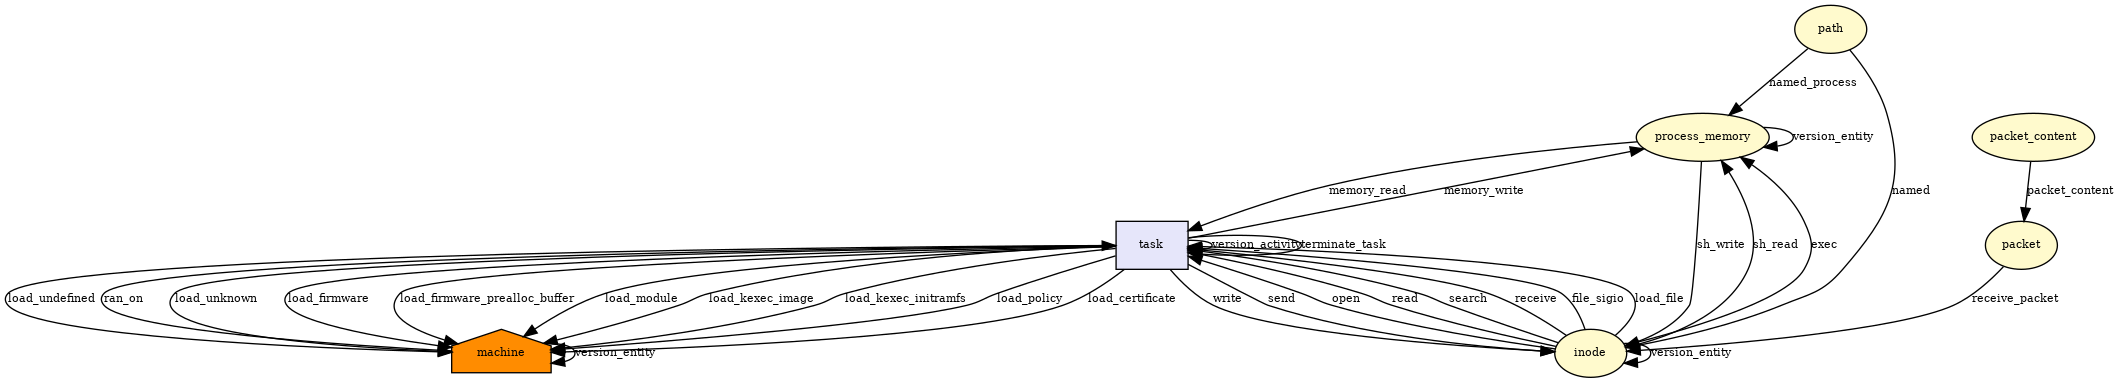 path
named_process
process_memory
version_entity
packet_content
memory_read
memory_write
named
packet_content
task
version_activity
terminate_task
sh_write
sh_read
exec
packet
load_undefined
ran_on
load_unknown
load_firmware
load_firmware_prealloc_buffer
load_module
load_kexec_image
load_kexec_initramfs
load_policy
load_certificate
write
send
open
read
search
receive
file_sigio
load_file
receive_packet
machine
version_entity
inode
version_entity